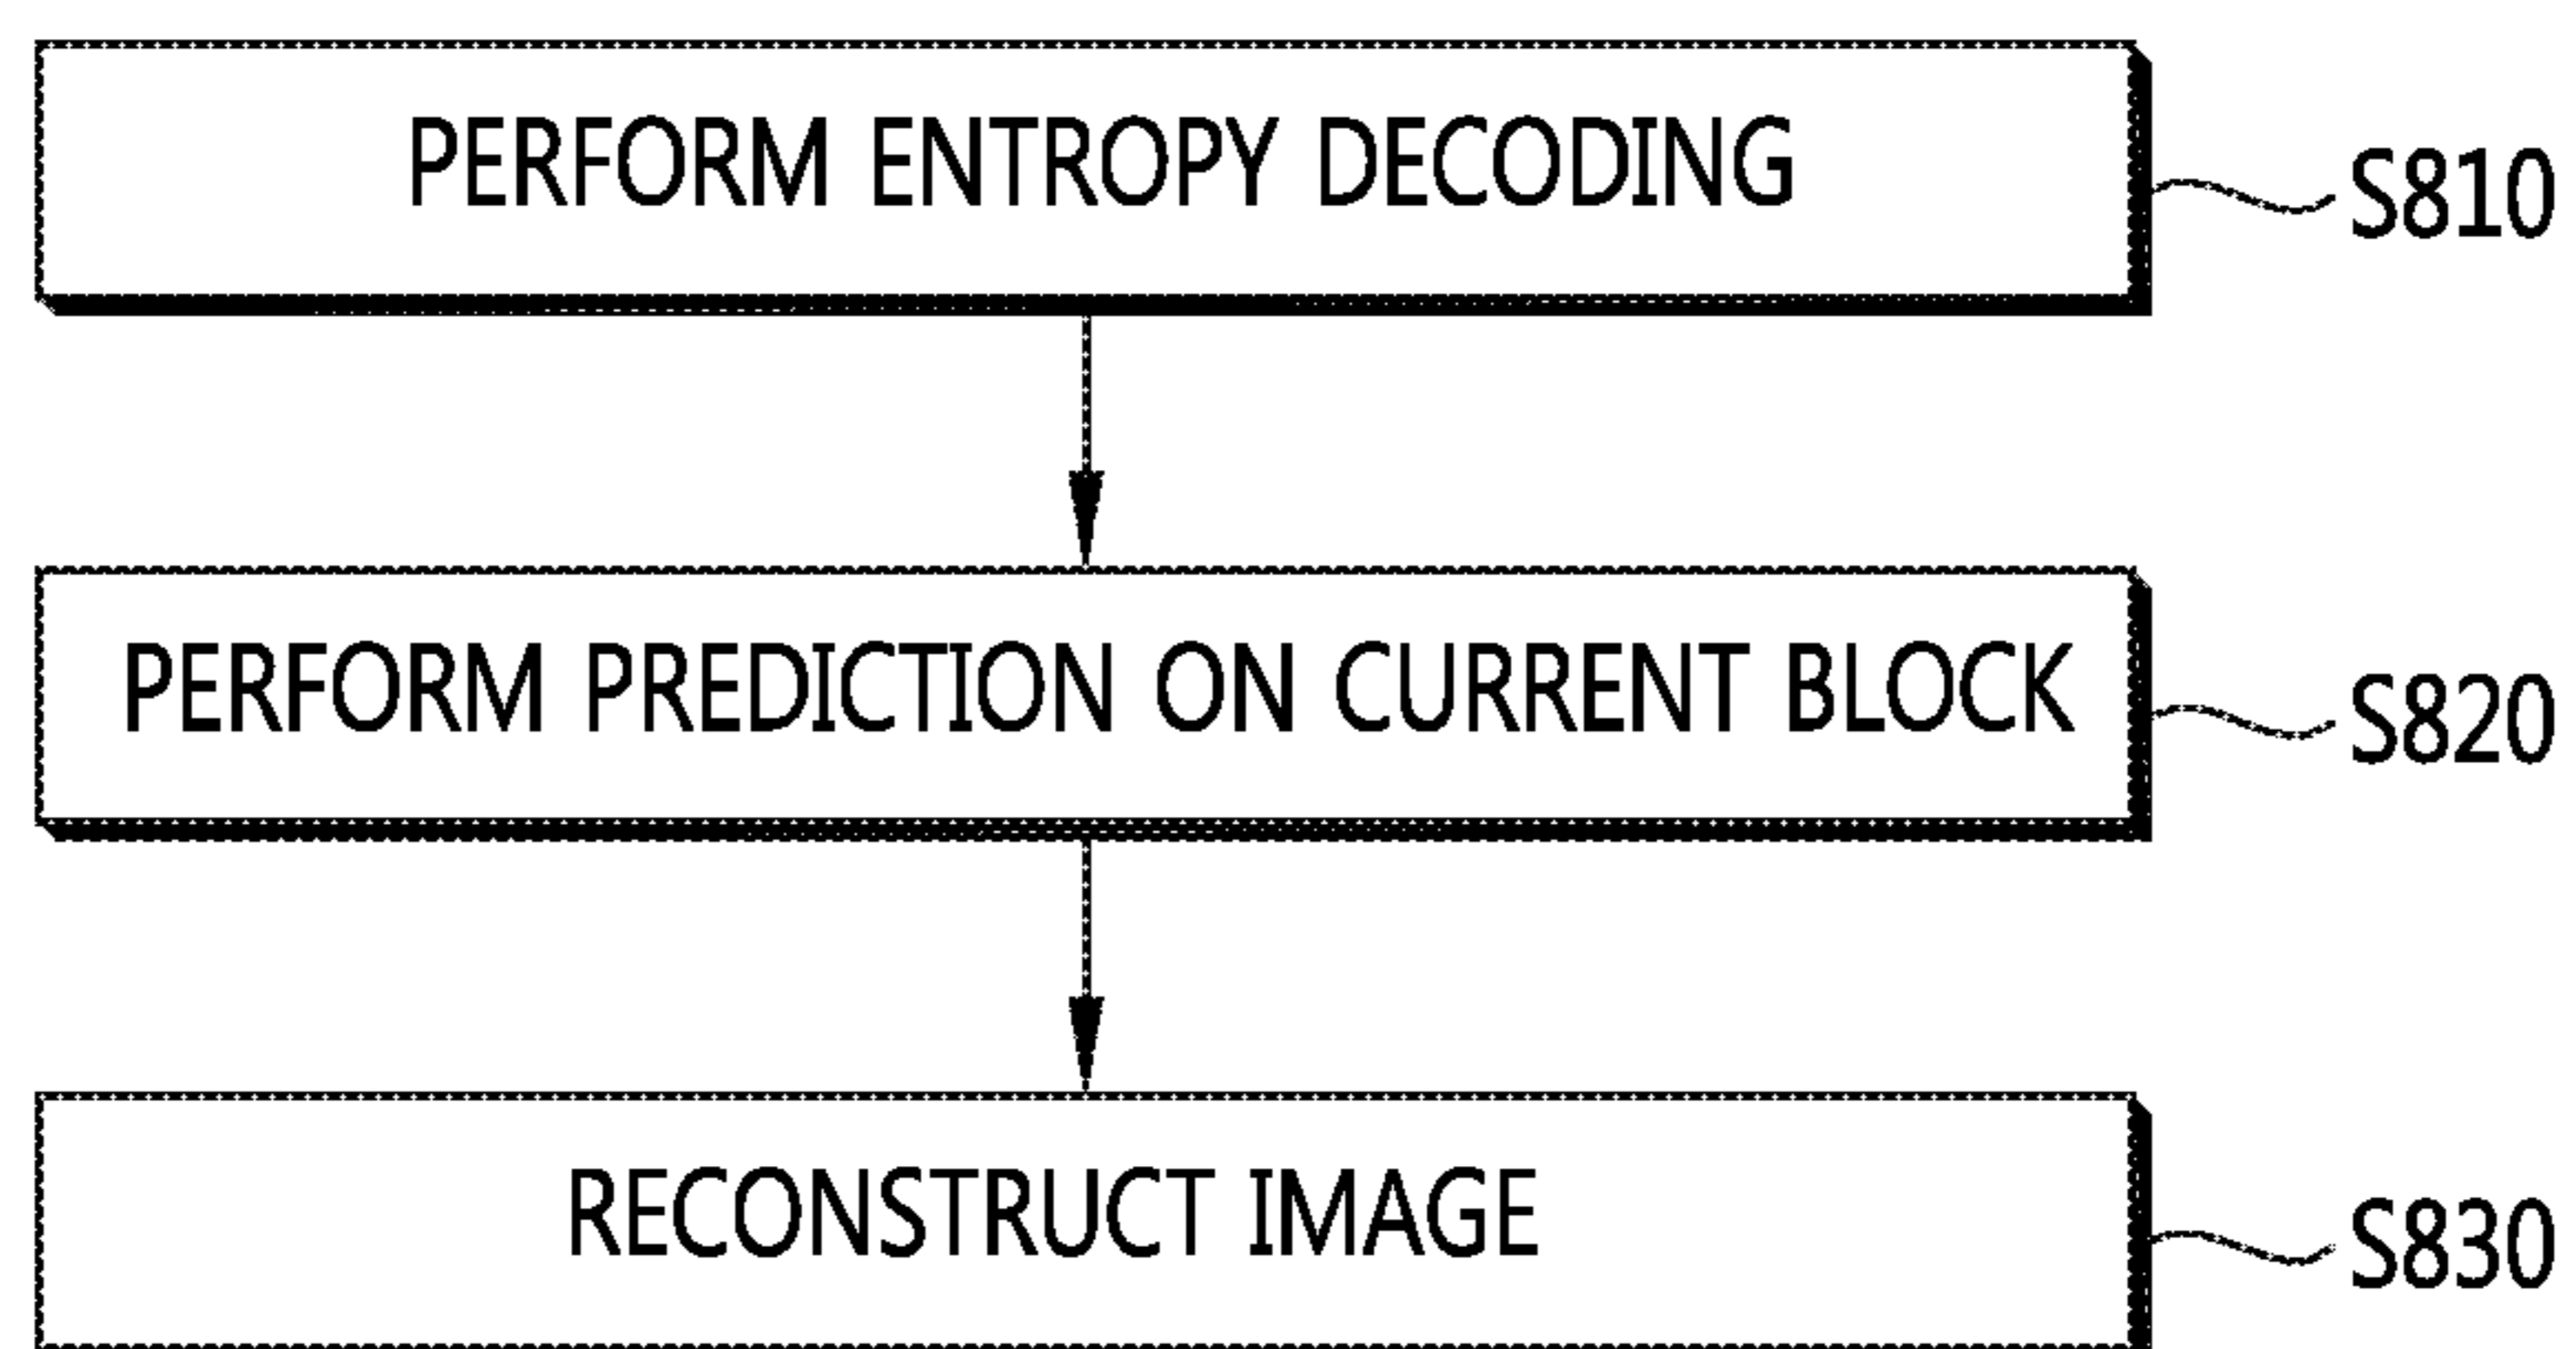 PERFORM ENTROPY DECODING
S810
PERFORM PREDICTION ON CURRENT BLOCK
S820
RECONSTRUCT IMAGE
S830